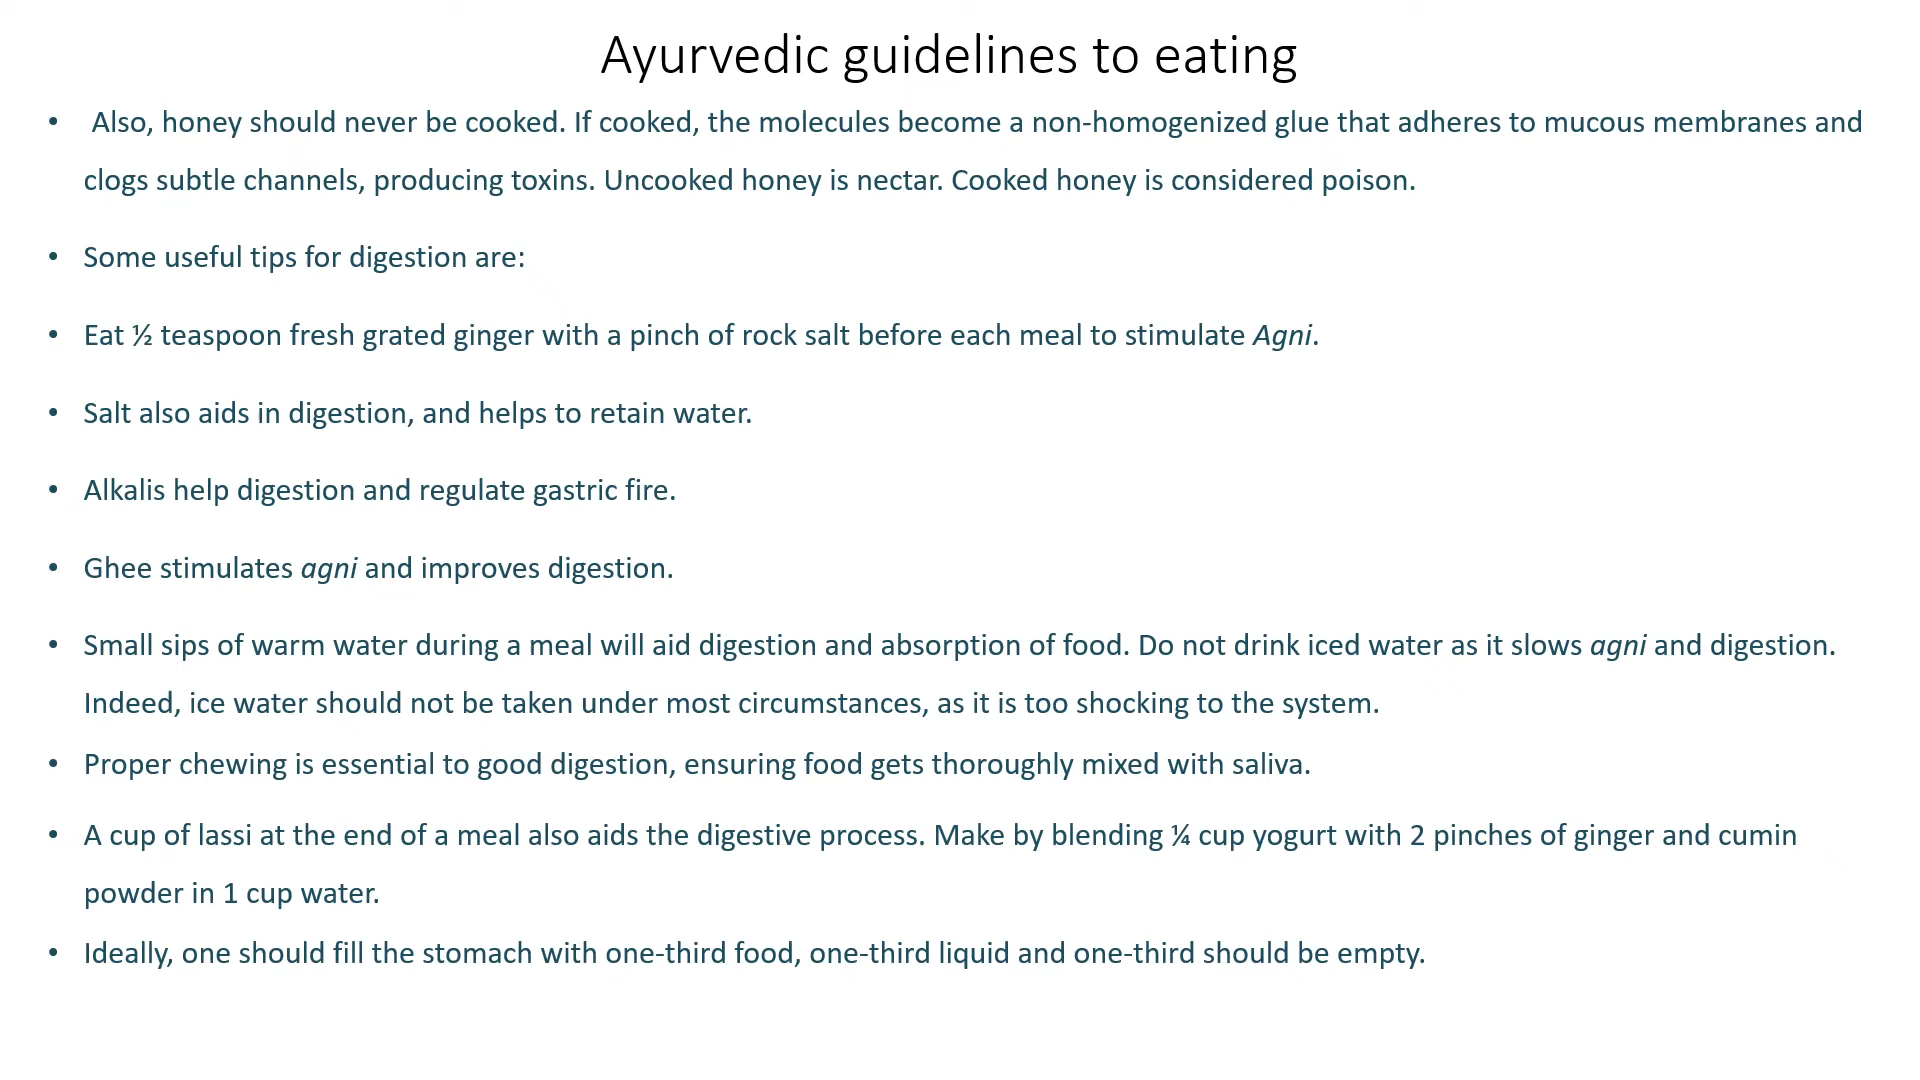 Ayurvedic guidelines to eating
• Also, honey should never be cooked. If cooked, the molecules become a non-homogenized glue that adheres to mucous membranes and
clogs subtle channels, producing toxins. Uncooked honey is nectar. Cooked honey is considered poison.
• Some useful tips for digestion are:
• Eat ½ teaspoon fresh grated ginger with a pinch of rock salt before each meal to stimulate Agni.
• Salt also aids in digestion, and helps to retain water.
• Alkalis help digestion and regulate gastric fire.
• Ghee stimulates agni and improves digestion.
• Small sips of warm water during a meal will aid digestion and absorption of food. Do not drink iced water as it slows agni and digestion.
Indeed, ice water should not be taken under most circumstances, as it is too shocking to the system.
• Proper chewing is essential to good digestion, ensuring food gets thoroughly mixed with saliva.
• A cup of lassi at the end of a meal also aids the digestive process. Make by blending ¼ cup yogurt with 2 pinches of ginger and cumin
powder in 1 cup water.
• Ideally, one should fill the stomach with one-third food, one-third liquid and one-third should be empty.